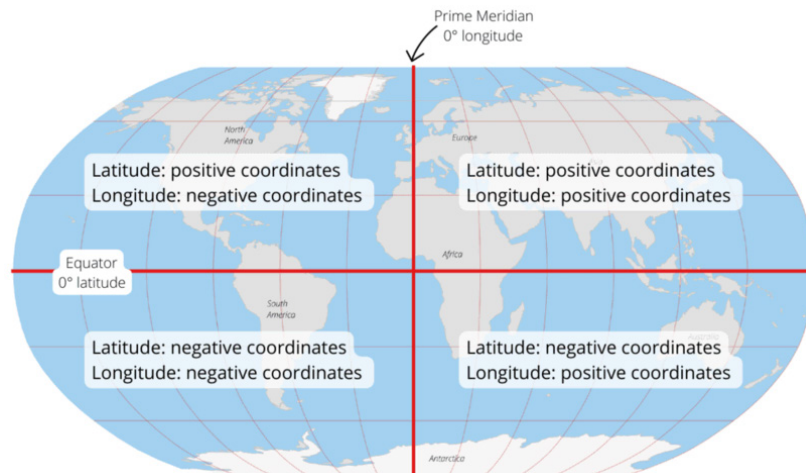 Prime Meridian
0° longitude
North
America
Europe
Latitude: positive coordinates
Longitude: negative coordinates
Latitude: positive coordinates
Longitude: positive coordinates
Equator
0° latitude
Africa
South
America
Latitude: negative coordinates
Longitude: negative coordinates
Latitude: negative coordinates
Longitude: positive coordinates
Antarctica